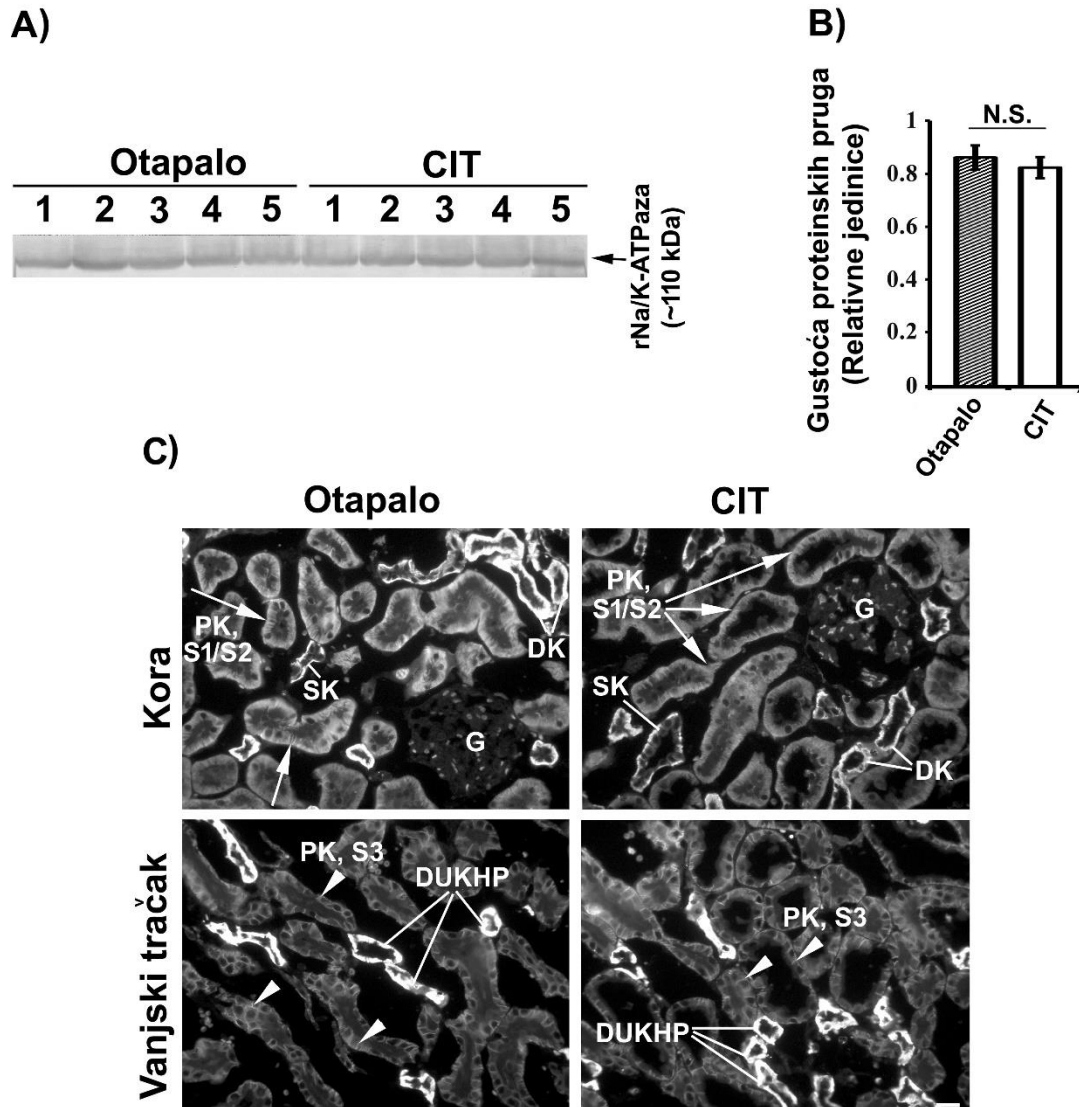 A)
Otapalo CIT
1 2 3 4 5 1 2 3 4 5
rNa/K-ATPaza
(~110 kDa)
B)
N.S.
1
0.8
0.6
0.4
0.2
0
Gustoća proteinskih pruga
(Relativne jedinice)
Otapalo
CIT
C)
Otapalo CIT
Kora
PK,
S1/S2
SK
DK
G
PK,
S1/S2
G
SK
DK
Vanjski tračak
PK, S3
DUKHP
PK, S3
DUKHP